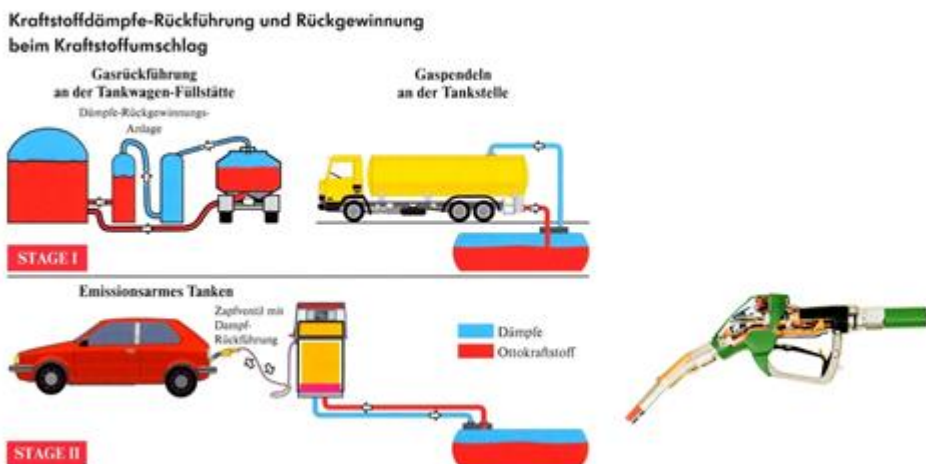 Kraftstoffdämpfe-Rückführung und Rückgewinnung
beim Kraftstoffumschlag
Gasrückführung
an der Tankwagen-Füllstätte
Dämpfe-Rückgewinnungs-
Anlage
Gaspendeln
an der Tankstelle
STAGE I
Emissionsarmes Tanken
Zapfventil mit
Dampf-
Rückführung
Dämpfe
Ottokraftstoff
STAGE II